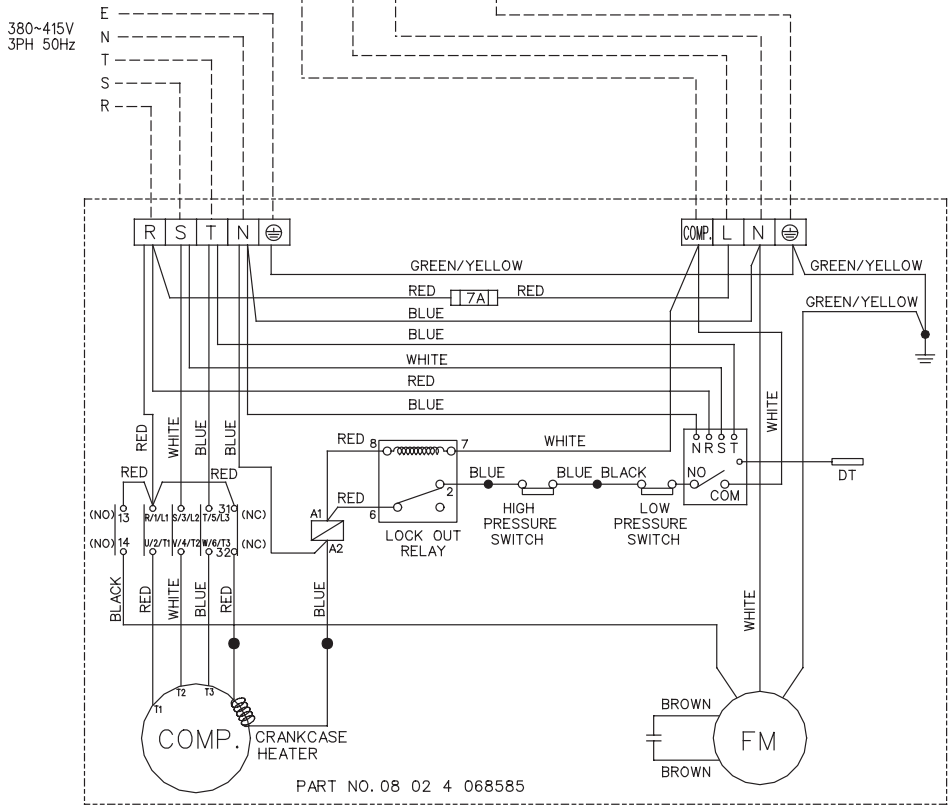 380~415V
3PH 50Hz
E
N
T
S
R
R S T N
COMP. L N
GREEN/YELLOW
GREEN/YELLOW
RED 7A RED
GREEN/YELLOW
BLUE
BLUE
WHITE
RED
BLUE
RED
WHITE
BLUE
BLUE
WHITE
N R S T
RED 8
7 WHITE
RED
RED
BLUE
BLUE BLACK
NO
COM
DT
2
RED
6
(NO) 13 R/1/L1 S/3/L2 T/5/L3 31 (NC)
A1
(NO) 14 U/2/T1 V/4/T2 W/6/T3 32 (NC)
A2
LOCK OUT
RELAY
HIGH
PRESSURE
SWITCH
LOW
PRESSURE
SWITCH
BLACK
RED
WHITE
BLUE
RED
BLUE
WHITE
T1
T2
T3
COMP.
CRANKCASE
HEATER
BROWN
FM
BROWN
PART NO. 08 02 4 068585